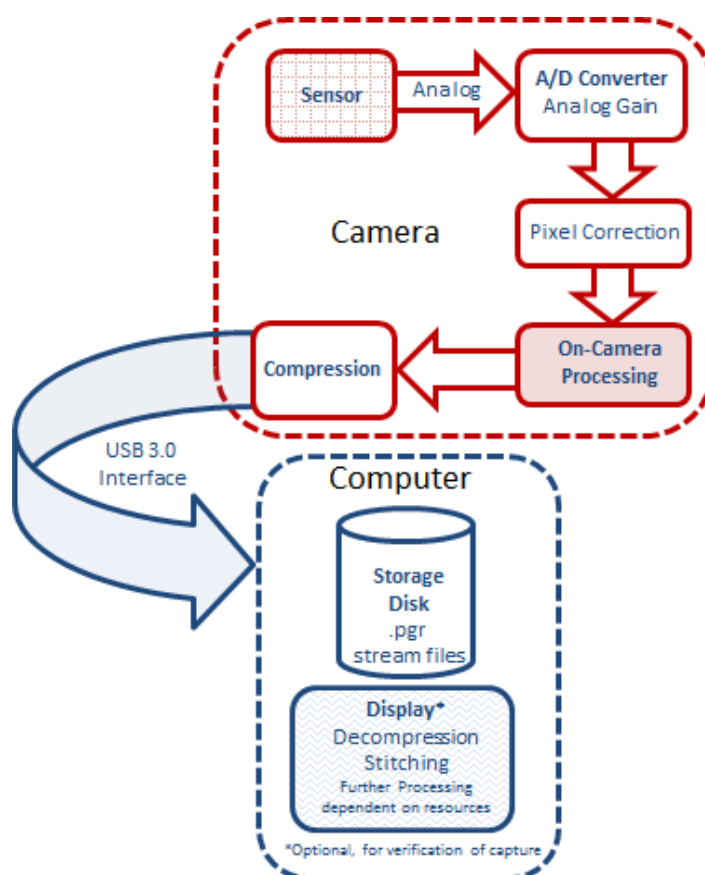 Sensor
Analog
A/D Converter
Analog Gain
Camera
Pixel Correction
On-Camera
Processing
Compression
USB 3.0
Interface
Computer
Storage
Disk
.pgr
stream files
Display*
Decompression
Stitching
Further Processing
dependent on resources
*Optional, for verification of capture